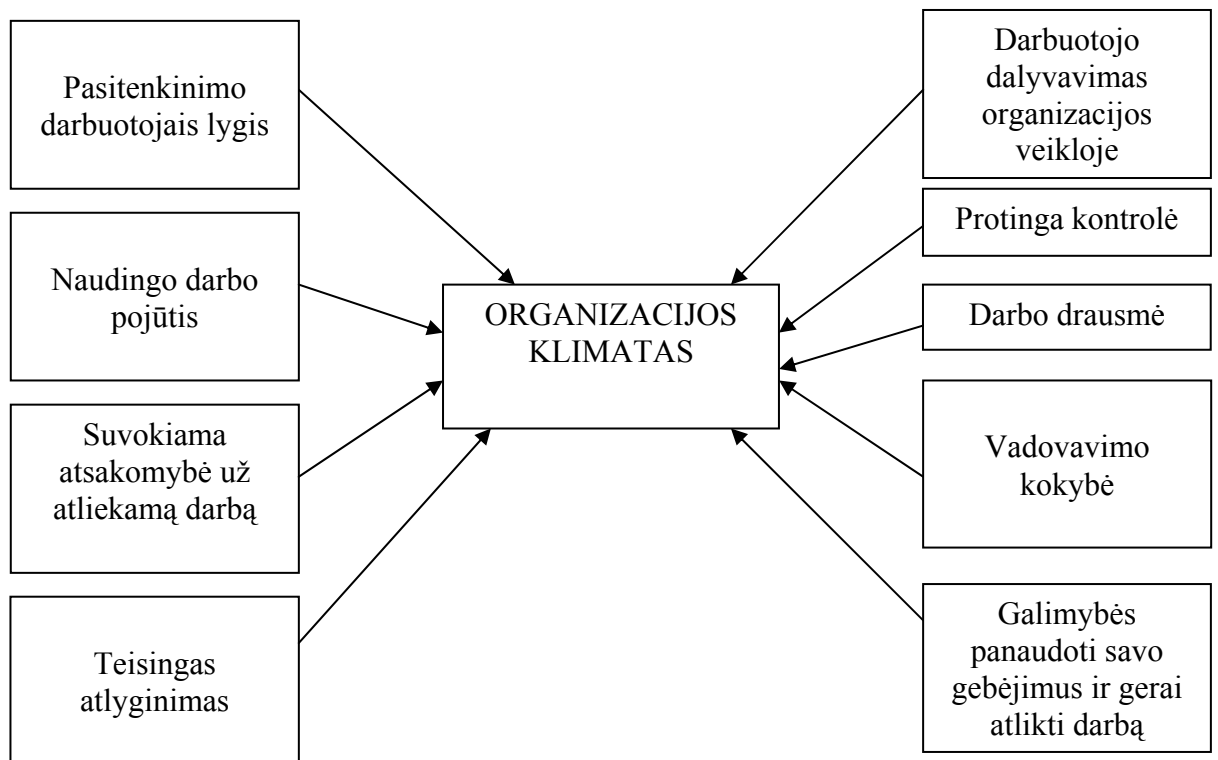 Pasitenkinimo
darbuotojais lygis
Naudingo darbo
pojūtis
Suvokiama
atsakomybė už
atliekamą darbą
Teisingas
atlyginimas
ORGANIZACIJOS
KLIMATAS
Darbuotojo
dalyvavimas
organizacijos
veikloje
Protinga kontrolė
Darbo drausmė
Vadovavimo
kokybė
Galimybės
panaudoti savo
gebėjimus ir gerai
atlikti darbą